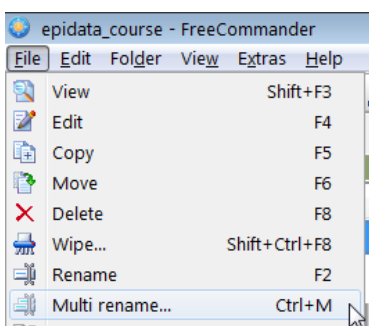 epidata_course - FreeCommander
File Edit Folder View Extras Help
View Shift+F3
Edit F4
Copy F5
Move F6
Delete F8
Wipe... Shift+Ctrl+F8
Rename F2
Multi rename... Ctrl+M